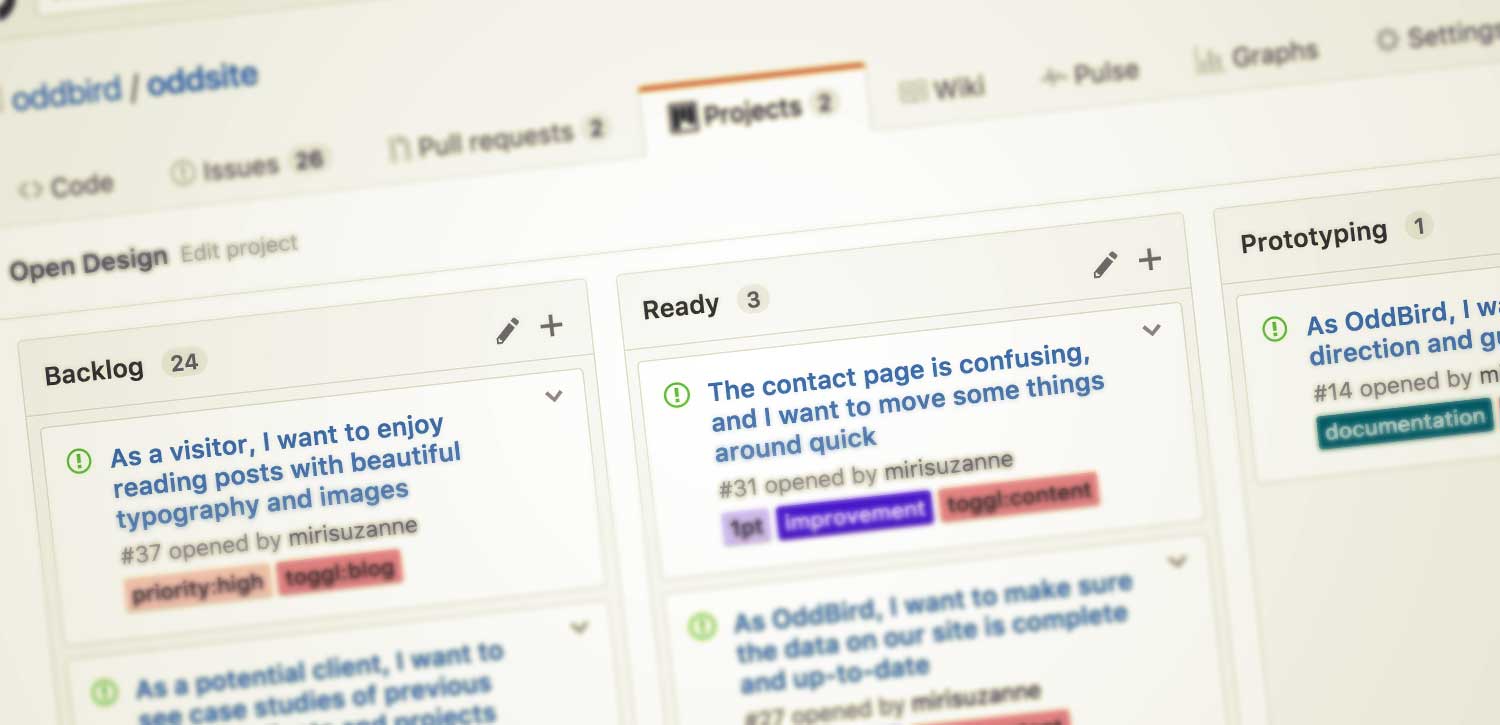 oddbird / oddsite
Code
Issues 26
Pull requests 2
Projects 2
Wiki
Pulse
Graphs
Settings
Open Design Edit project
Backlog 24
As a visitor, I want to enjoy
reading posts with beautiful
typography and images
#37 opened by mirisuzanne
priority:high toggl:blog
As a potential client, I want to
see case studies of previous
and projects
Ready 3
The contact page is confusing,
and I want to move some things
around quick
#31 opened by mirisuzanne
1pt improvement toggl:content
As OddBird, I want to make sure
the data on our site is complete
and up-to-date
#27 opened by mirisuzanne
Prototyping 1
As OddBird, I wa
direction and gu
#14 opened by mi
documentation